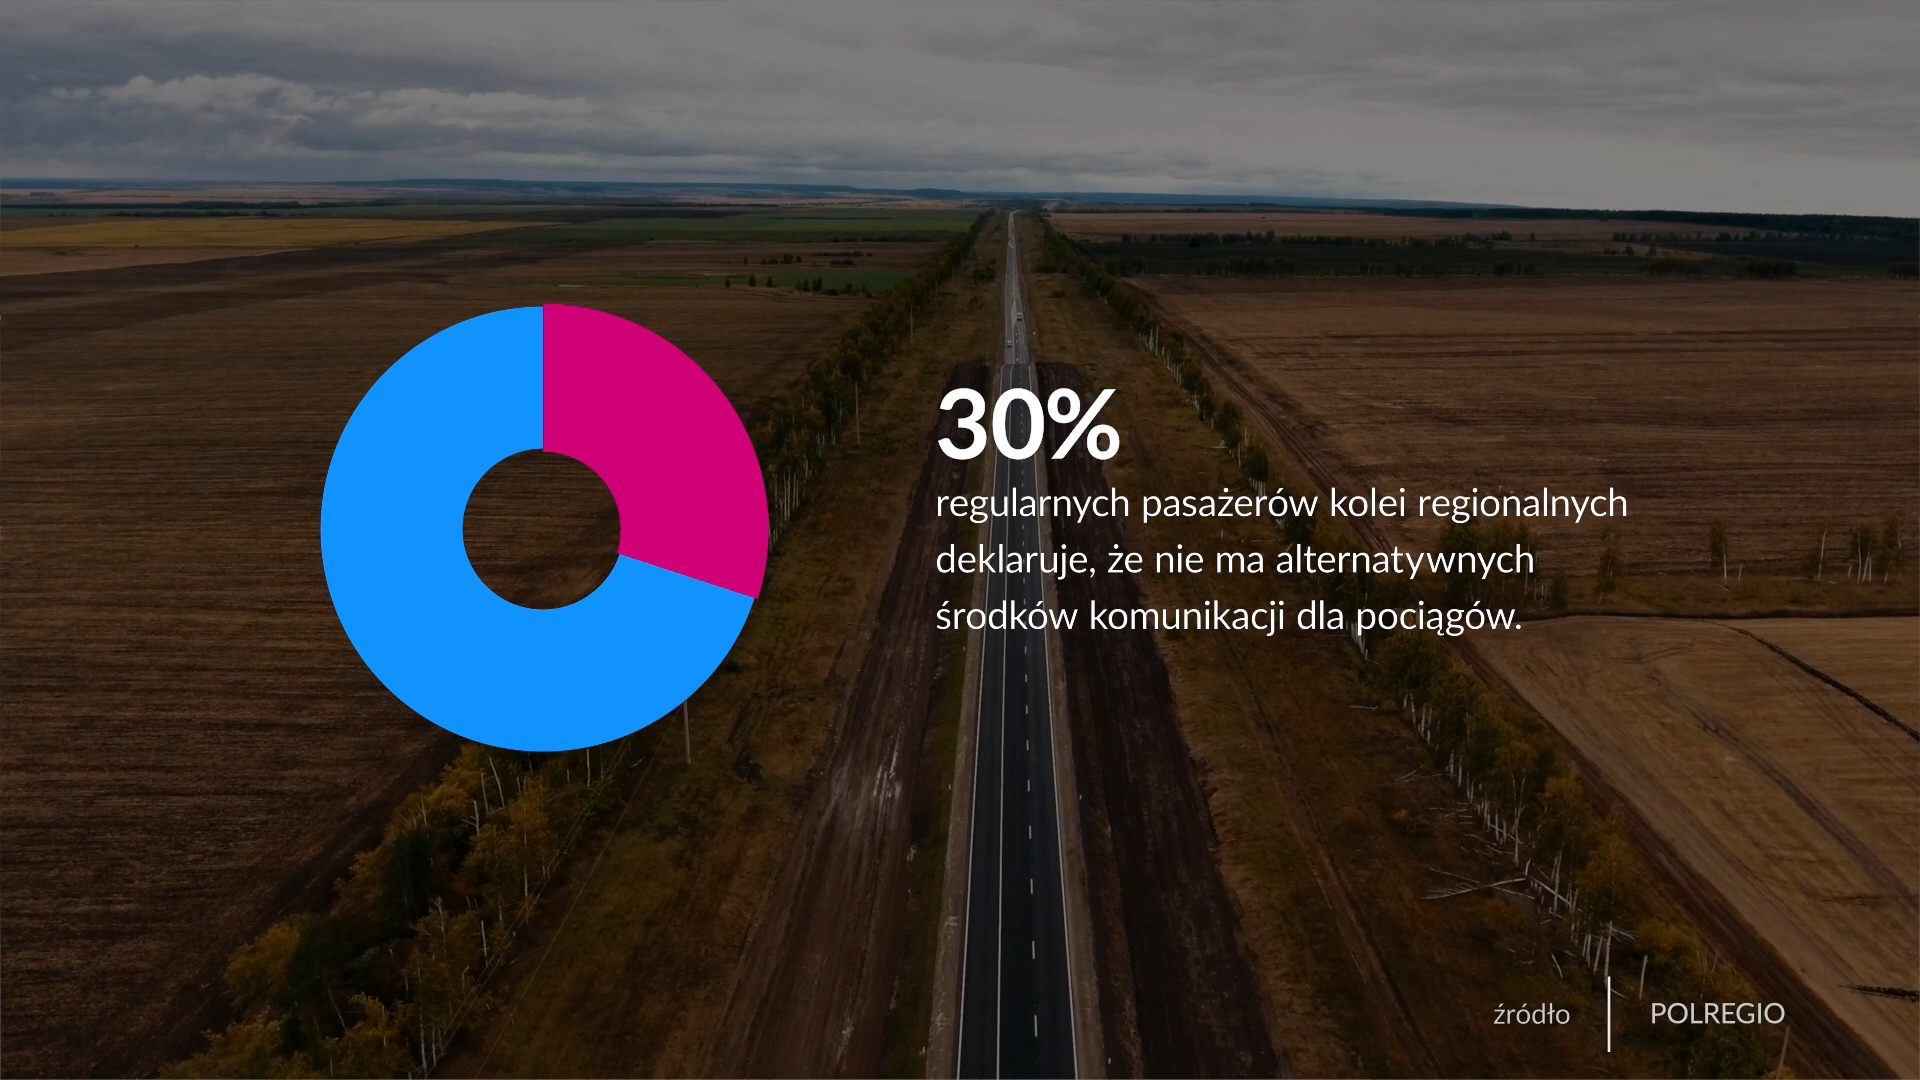 30%
regularnych pasażerów kolei regionalnych
deklaruje, że nie ma alternatywnych
środków komunikacji dla pociągów.
źródło
POLREGIO